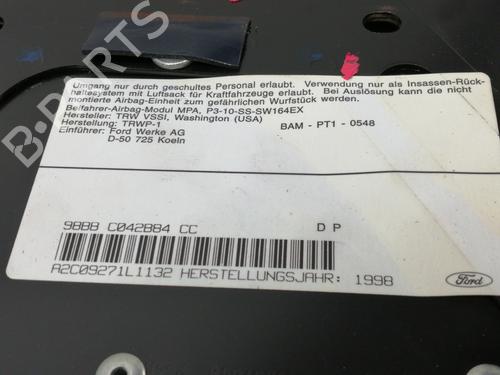 B-PARTS
Umgang nur durch geschultes Personal erlaubt. Verwendung nur als Insassen-Rück-
haltesystem mit Luftsack für Kraftfahrzeuge erlaubt. Bei Auslösung kann die nicht
montierte Airbag-Einheit zum gefährlichen Wurfstück werden.
Beifahrer-Airbag-Modul MPA, P3-10-SS-SW164EX
Hersteller: TRW VSSI, Washington (USA)
Herstellung: TRWP-1 BAM - PT1 - 0548
Einführer: Ford Werke AG
D-50 725 Koeln
98BB C042B84 CC D P
A2C09271L1132 HERSTELLUNGSJAHR: 1998
Ford